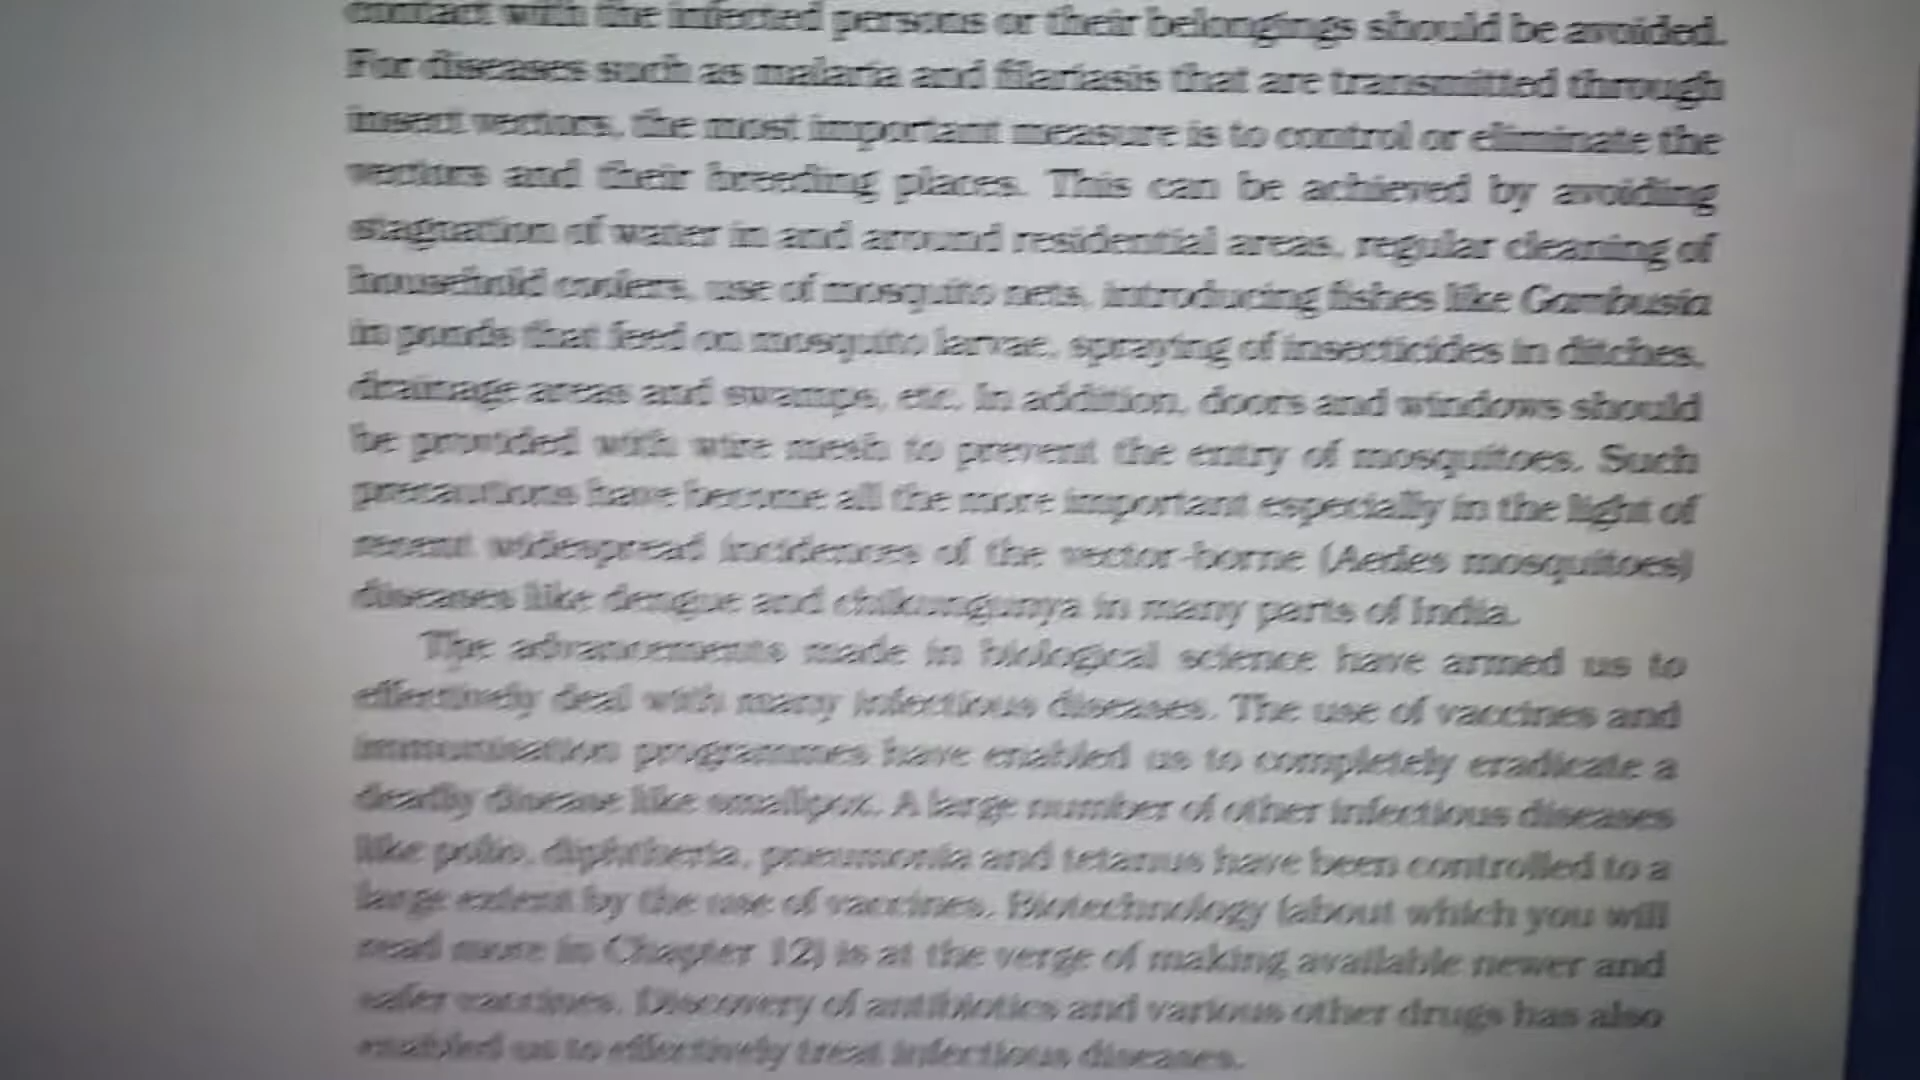 contact with the infected persons or their belongings should be avoided.
For diseases such as malaria and filariasis that are transmitted through
insect vectors, the most important measure is to control or eliminate the
vectors and their breeding places. This can be achieved by avoiding
stagnation of water in and around residential areas, regular cleaning of
household coolers, use of mosquito nets, introducing fishes like Gambusia
in ponds that feed on mosquito larvae, spraying of insecticides in ditches,
drainage areas and swamps, etc. In addition, doors and windows should
be provided with wire mesh to prevent the entry of mosquitoes. Such
precautions have become all the more important especially in the light of
recent widespread incidences of the vector-borne (Aedes mosquitoes)
diseases like dengue and chikungunya in many parts of India.
The advancements made in biological science have armed us to
effectively deal with many infectious diseases. The use of vaccines and
immunisation programmes have enabled us to completely eradicate a
deadly disease like smallpox. A large number of other infectious diseases
like polio, diphtheria, pneumonia and tetanus have been controlled to a
large extent by the use of vaccines. Biotechnology (about which you will
read more in Chapter 12) is at the verge of making available newer and
safer vaccines. Discovery of antibiotics and various other drugs has also
enabled us to effectively treat infectious diseases.